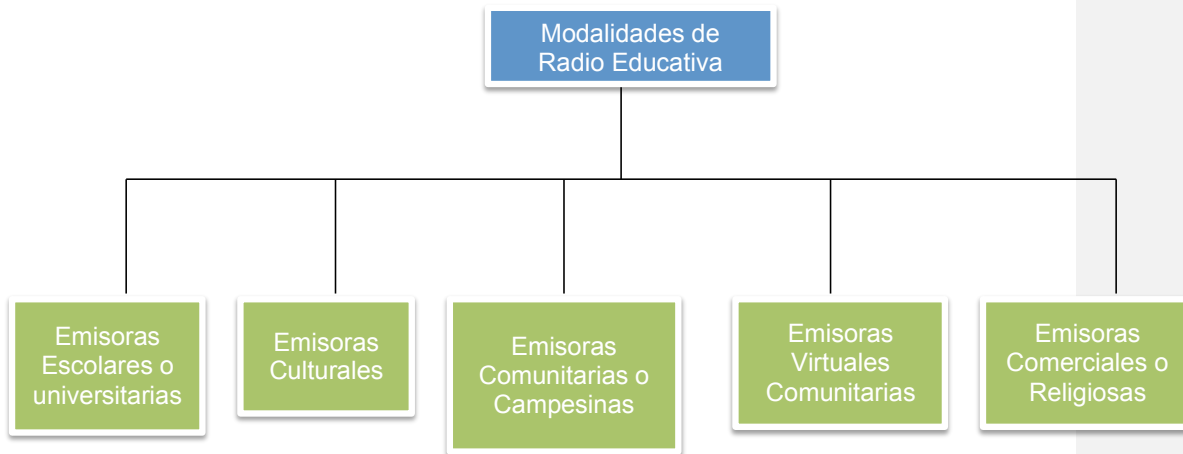 Modalidades de
Radio Educativa
Emisoras
Escolares o
universitarias
Emisoras
Culturales
Emisoras
Comunitarias o
Campesinas
Emisoras
Virtuales
Comunitarias
Emisoras
Comerciales o
Religiosas